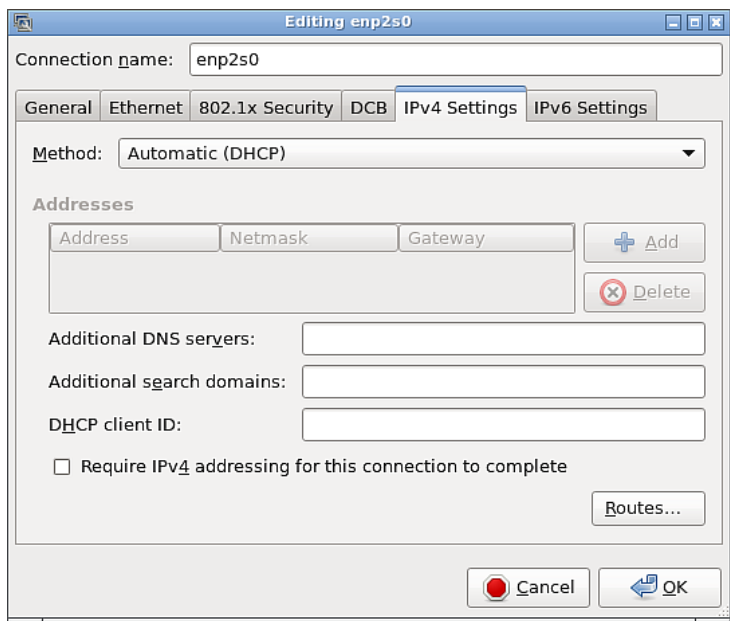 Editing enp2s0
Connection name: enp2s0
General Ethernet 802.1x Security DCB IPv4 Settings IPv6 Settings
Method: Automatic (DHCP)
Addresses
Address Netmask Gateway Add
Delete
Additional DNS servers:
Additional search domains:
DHCP client ID:
Require IPv4 addressing for this connection to complete
Routes...
Cancel OK